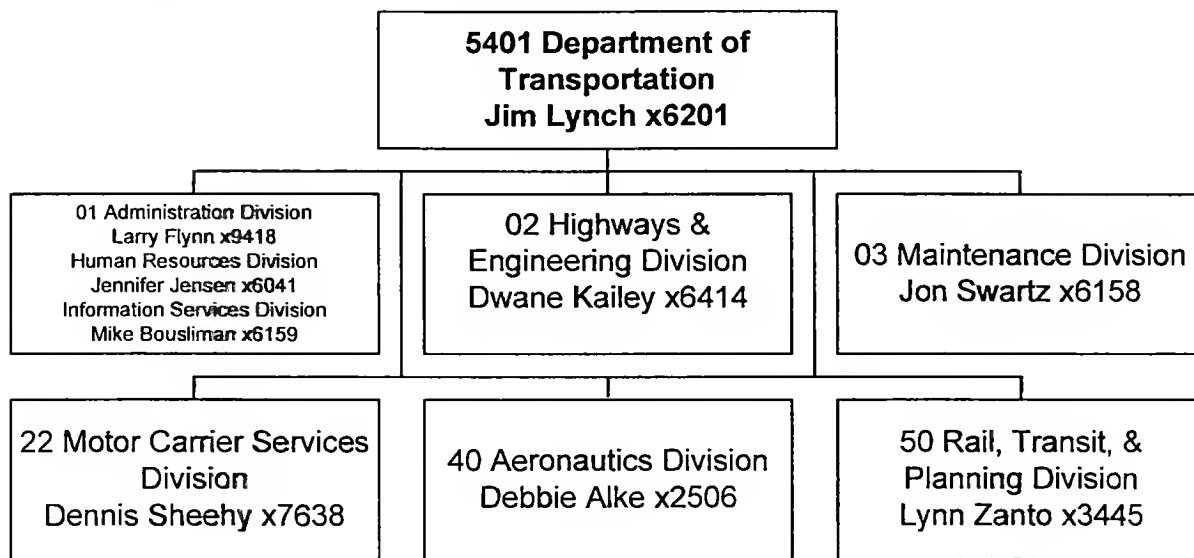 5401 Department of
Transportation
Jim Lynch x6201
01 Administration Division
Larry Flynn x9418
Human Resources Division
Jennifer Jensen x6041
Information Services Division
Mike Bousliman x6159
02 Highways &
Engineering Division
Dwane Kailey x6414
03 Maintenance Division
Jon Swartz x6158
22 Motor Carrier Services
Division
Dennis Sheehy x7638
40 Aeronautics Division
Debbie Alke x2506
50 Rail, Transit, &
Planning Division
Lynn Zanto x3445